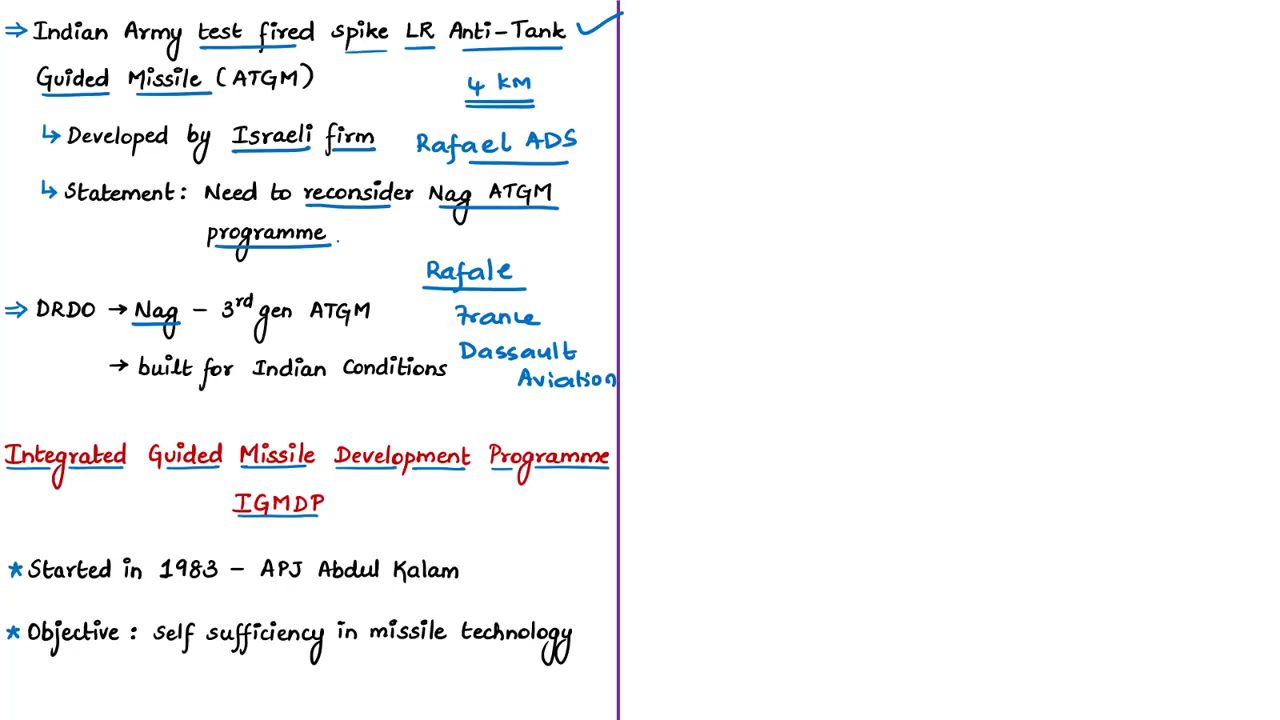 ⇒ Indian Army test fired spike LR Anti-Tank ✓
Guided Missile (ATGM)
4 KM
↳ Developed by Israeli firm
Rafael ADS
↳ Statement: Need to reconsider Nag ATGM
programme.
Rafale
⇒ DRDO → Nag - 3rd gen ATGM
France
→ built for Indian Conditions
Dassault
Aviation
Integrated Guided Missile Development Programme
IGMDP
* Started in 1983 - APJ Abdul Kalam
* Objective: self sufficiency in missile technology